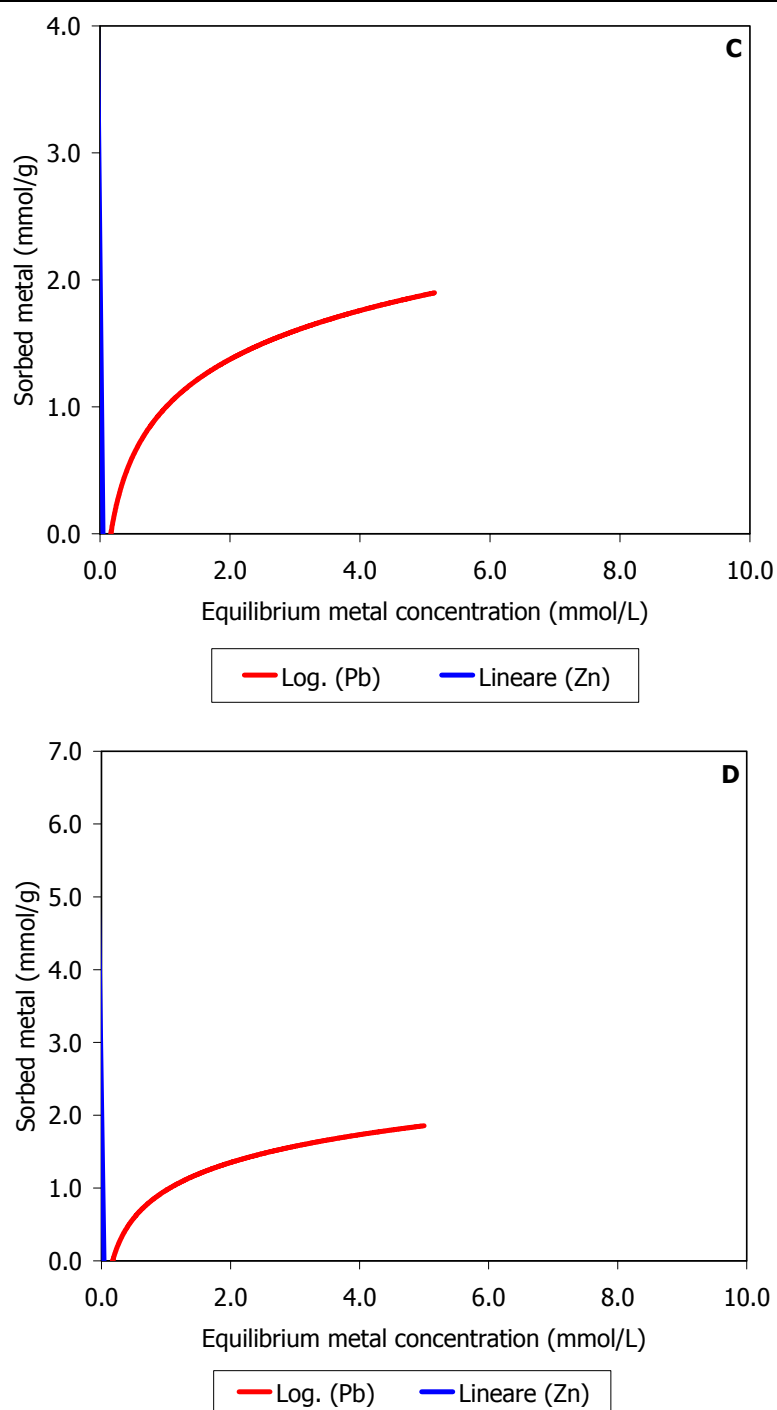 C
4.0
3.0
2.0
1.0
0.0
Sorbed metal (mmol/g)
0.0 2.0 4.0 6.0 8.0 10.0
Equilibrium metal concentration (mmol/L)
Log. (Pb) Lineare (Zn)
D
7.0
6.0
5.0
4.0
3.0
2.0
1.0
0.0
Sorbed metal (mmol/g)
0.0 2.0 4.0 6.0 8.0 10.0
Equilibrium metal concentration (mmol/L)
Log. (Pb) Lineare (Zn)